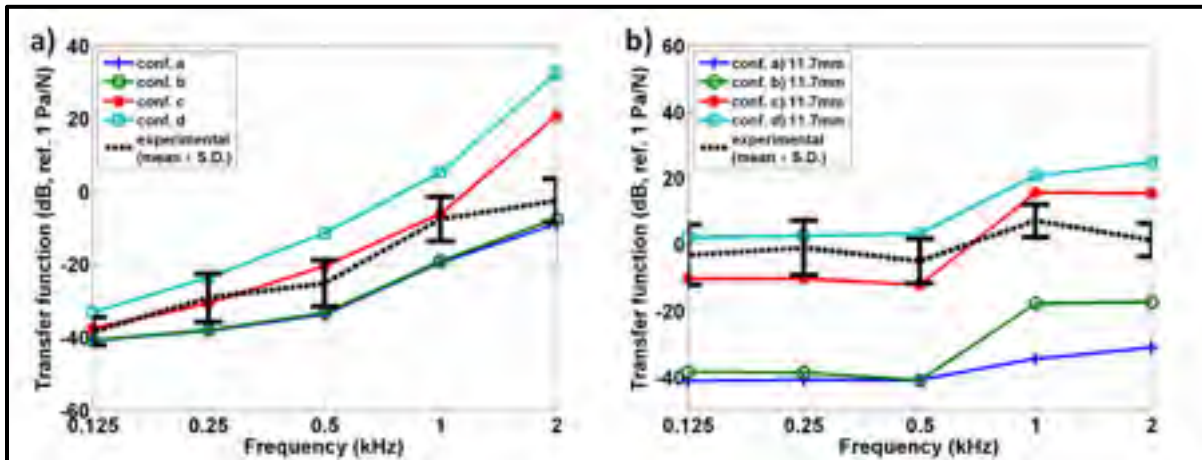 a)
40
20
0
-20
-40
-60
Transfer function (dB, ref. 1 Pa/N)
conf. a
conf. b
conf. c
conf. d
experimental
(mean + S.D.)
0.125 0.25 0.5 1 2
Frequency (kHz)
b)
60
40
20
0
-20
-40
Transfer function (dB, ref. 1 Pa/N)
conf. a) 11.7mm
conf. b) 11.7mm
conf. c) 11.7mm
conf. d) 11.7mm
experimental
(mean + S.D.)
0.125 0.25 0.5 1 2
Frequency (kHz)